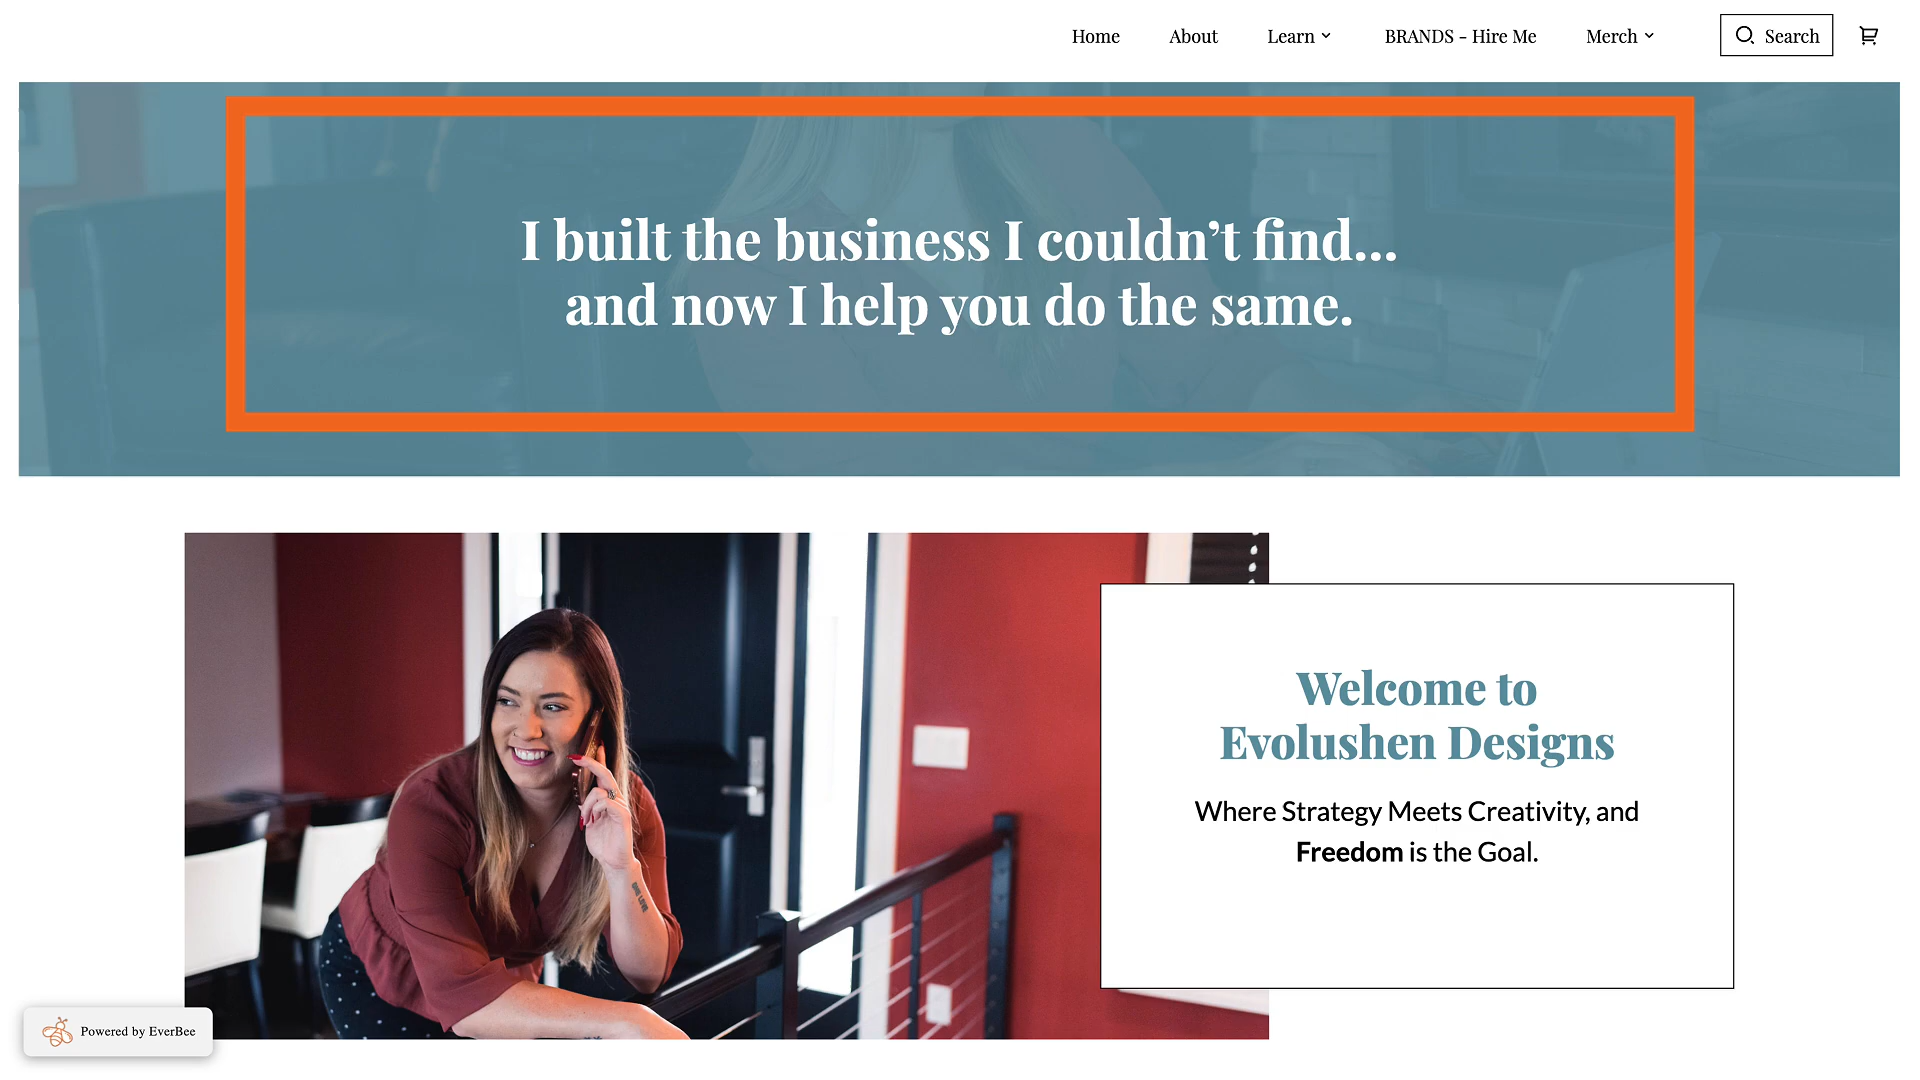 Home About Learn BRANDS - Hire Me Merch Search
I built the business I couldn’t find...
and now I help you do the same.
Welcome to
Evolushen Designs
Where Strategy Meets Creativity, and
Freedom is the Goal.
Powered by EverBee